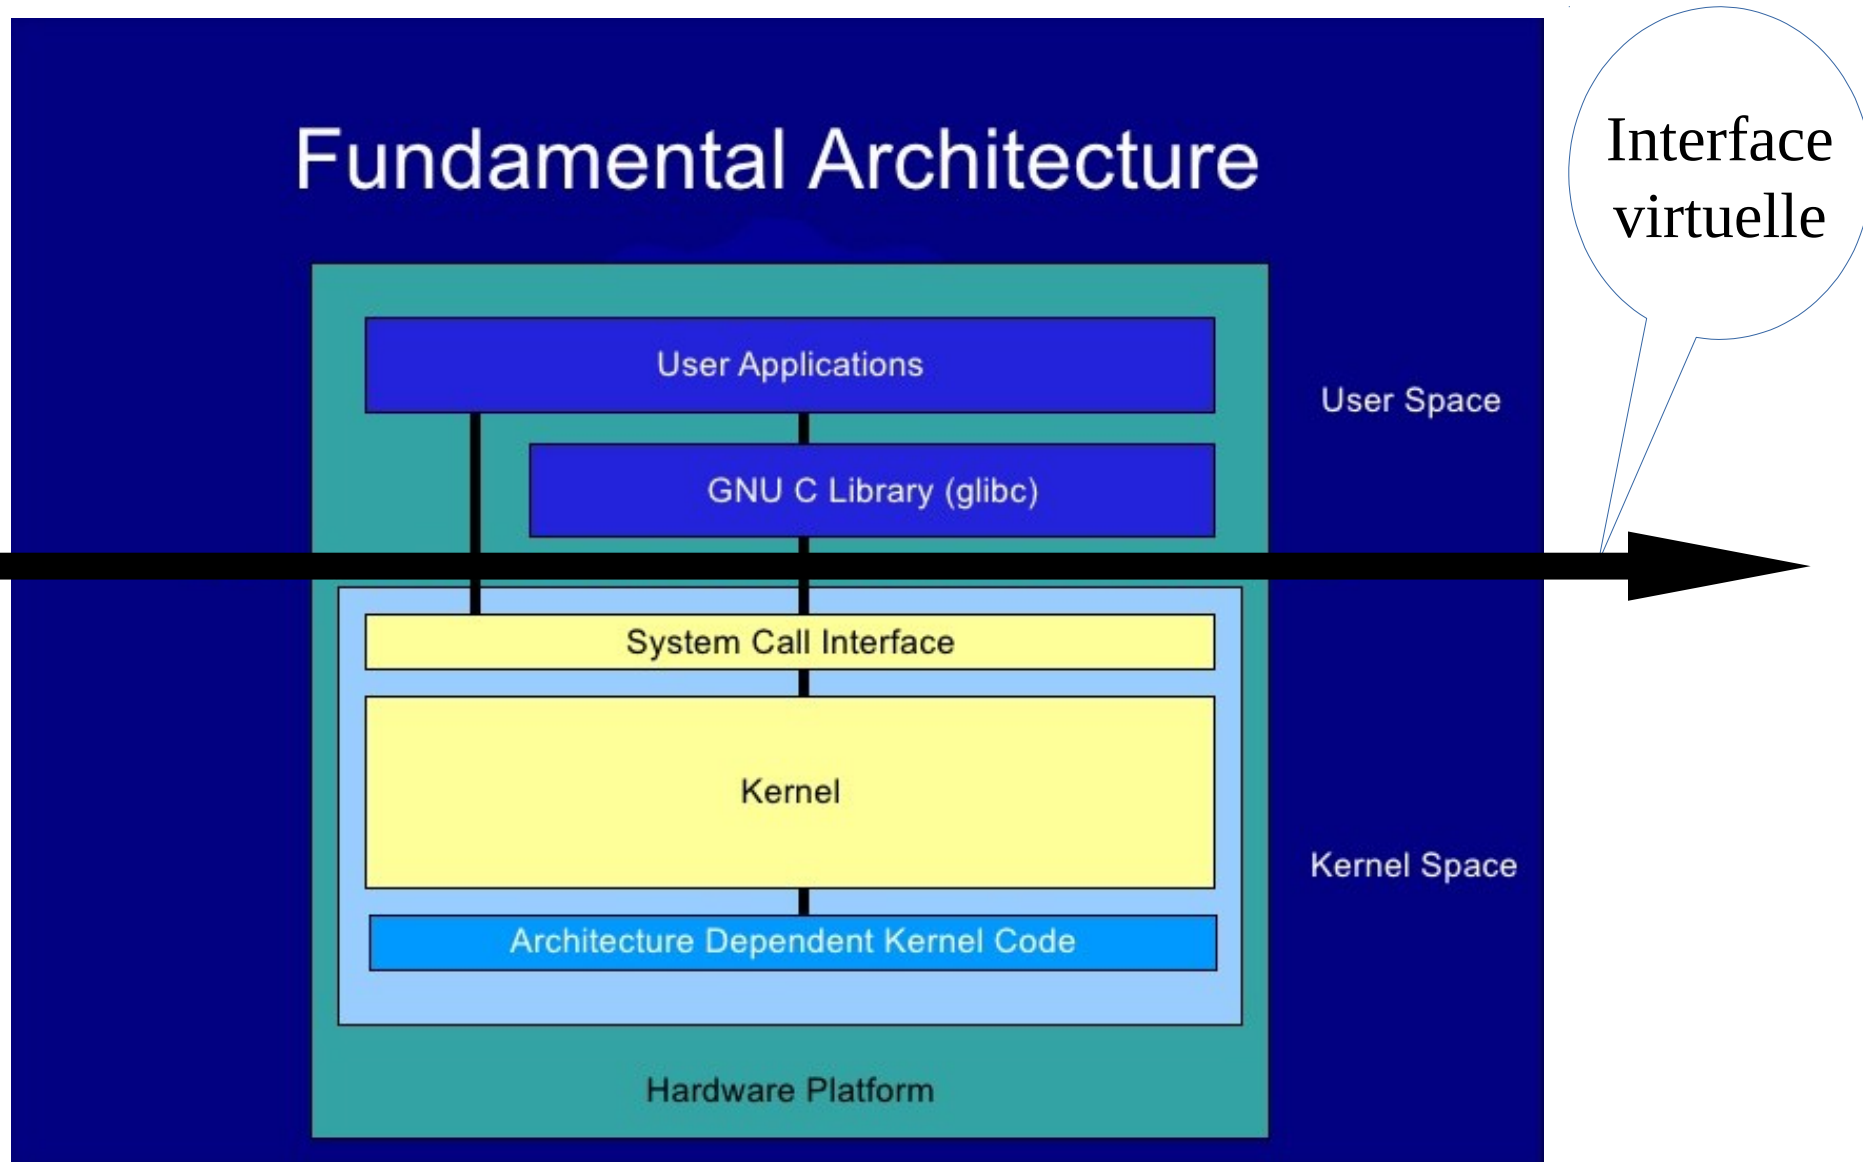 Interface
virtuelle
Fundamental Architecture
User Applications
User Space
GNU C Library (glibc)
System Call Interface
Kernel
Kernel Space
Architecture Dependent Kernel Code
Hardware Platform